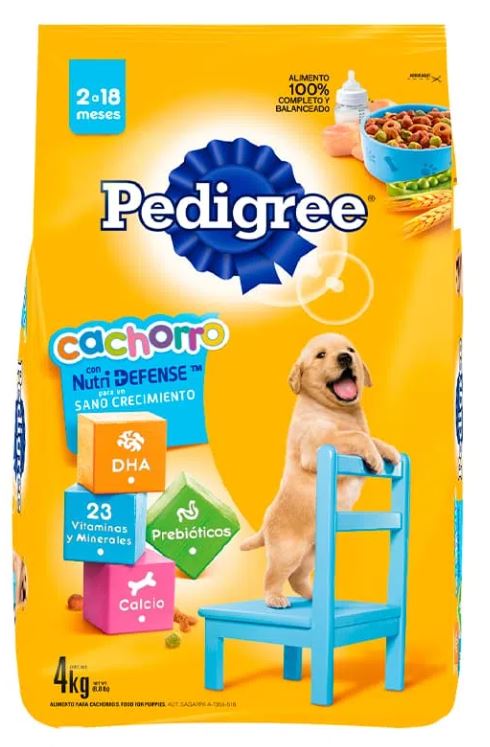 2 a 18
meses
ALIMENTO
100%
COMPLETO Y
BALANCEADO
Pedigree®
cachorro
con
Nutri DEFENSE™
para un
SANO CRECIMIENTO
DHA
23
Vitaminas
y Minerales
Prebióticos
Calcio
4kg
ALIMENTO PARA CACHORROS. FOOD FOR PUPPIES.